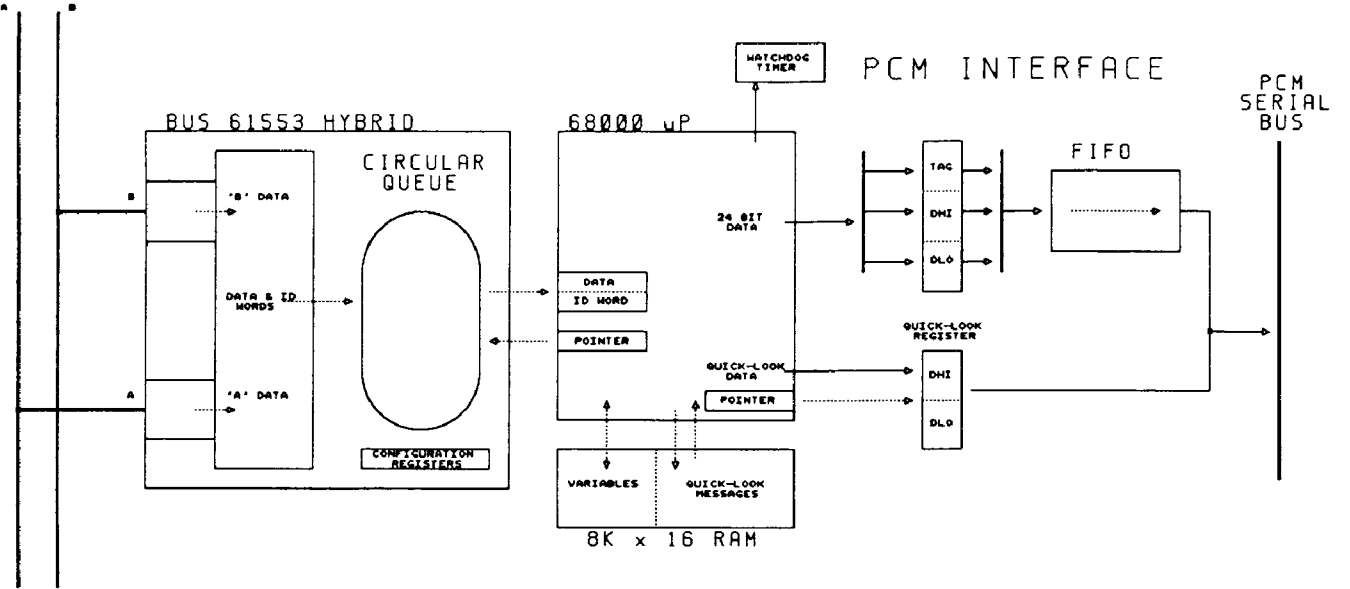 A B
WATCHDOG
TIMER
PCM INTERFACE
PCM
SERIAL
BUS
BUS 61553 HYBRID
68000 uP
CIRCULAR
QUEUE
FIFO
TAG
B
'B' DATA
24 BIT
DATA
DHI
DLO
DATA
ID WORD
DATA & ID
WORDS
POINTER
QUICK-LOOK
REGISTER
QUICK-LOOK
DATA
DHI
A
'A' DATA
POINTER
DLO
CONFIGURATION
REGISTERS
VARIABLES
QUICK-LOOK
MESSAGES
8K x 16 RAM